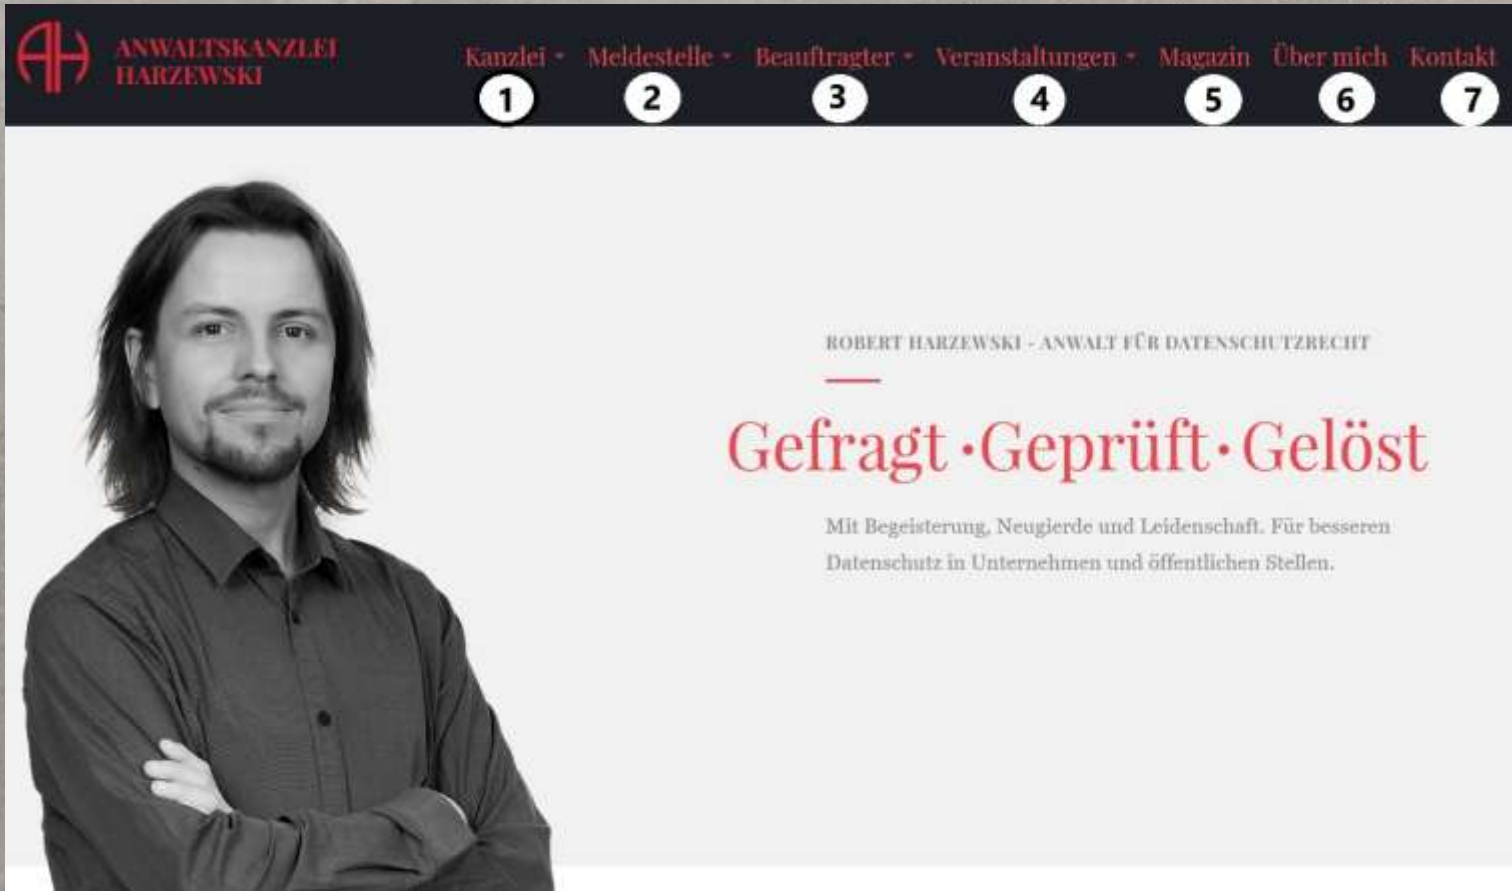 ANWALTSKANZLEI
HARZEWSKI
Kanzlei Meldestelle Beauftragter Veranstaltungen Magazin Über mich Kontakt
1 2 3 4 5 6 7
ROBERT HARZEWSKI - ANWALT FÜR DATENSCHUTZRECHT
Gefragt · Geprüft · Gelöst
Mit Begeisterung, Neugierde und Leidenschaft. Für besseren
Datenschutz in Unternehmen und öffentlichen Stellen.